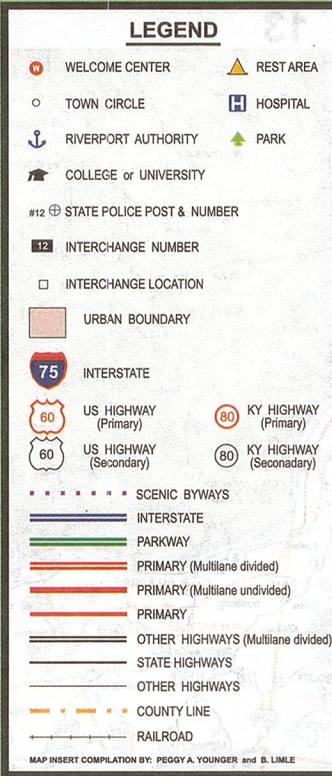 LEGEND
W WELCOME CENTER
REST AREA
TOWN CIRCLE
H HOSPITAL
RIVERPORT AUTHORITY
PARK
COLLEGE or UNIVERSITY
#12 STATE POLICE POST & NUMBER
12 INTERCHANGE NUMBER
INTERCHANGE LOCATION
URBAN BOUNDARY
75 INTERSTATE
60 US HIGHWAY
(Primary)
80 KY HIGHWAY
(Primary)
60 US HIGHWAY
(Secondary)
80 KY HIGHWAY
(Seconadary)
SCENIC BYWAYS
INTERSTATE
PARKWAY
PRIMARY (Multilane divided)
PRIMARY (Multilane undivided)
PRIMARY
OTHER HIGHWAYS (Multilane divided)
STATE HIGHWAYS
OTHER HIGHWAYS
COUNTY LINE
RAILROAD
MAP INSERT COMPILATION BY: PEGGY A. YOUNGER and B. LIMLE